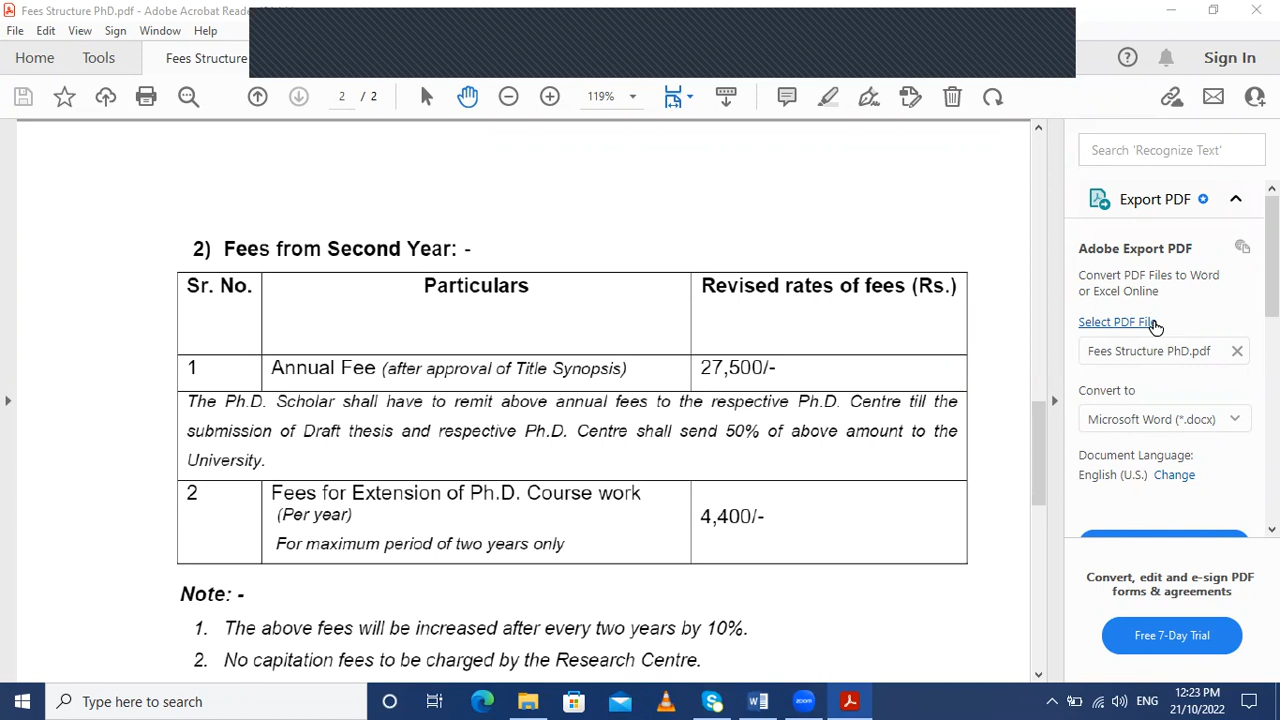 Fees Structure PhD.pdf - Adobe Acrobat Reade
File Edit View Sign Window Help
Home Tools Fees Structure Sign In
2 / 2 119%
Search 'Recognize Text'
Export PDF
Adobe Export PDF
Convert PDF Files to Word
or Excel Online
Select PDF File
Fees Structure PhD.pdf
Convert to
Microsoft Word (*.docx)
Document Language:
English (U.S.) Change
Convert, edit and e-sign PDF
forms & agreements
Free 7-Day Trial
2) Fees from Second Year: -
Sr. No. Particulars Revised rates of fees (Rs.)
1 Annual Fee (after approval of Title Synopsis) 27,500/-
The Ph.D. Scholar shall have to remit above annual fees to the respective Ph.D. Centre till the
submission of Draft thesis and respective Ph.D. Centre shall send 50% of above amount to the
University.
2 Fees for Extension of Ph.D. Course work
(Per year) 4,400/-
For maximum period of two years only
Note: -
1. The above fees will be increased after every two years by 10%.
2. No capitation fees to be charged by the Research Centre.
Type here to search
ENG
12:23 PM
21/10/2022